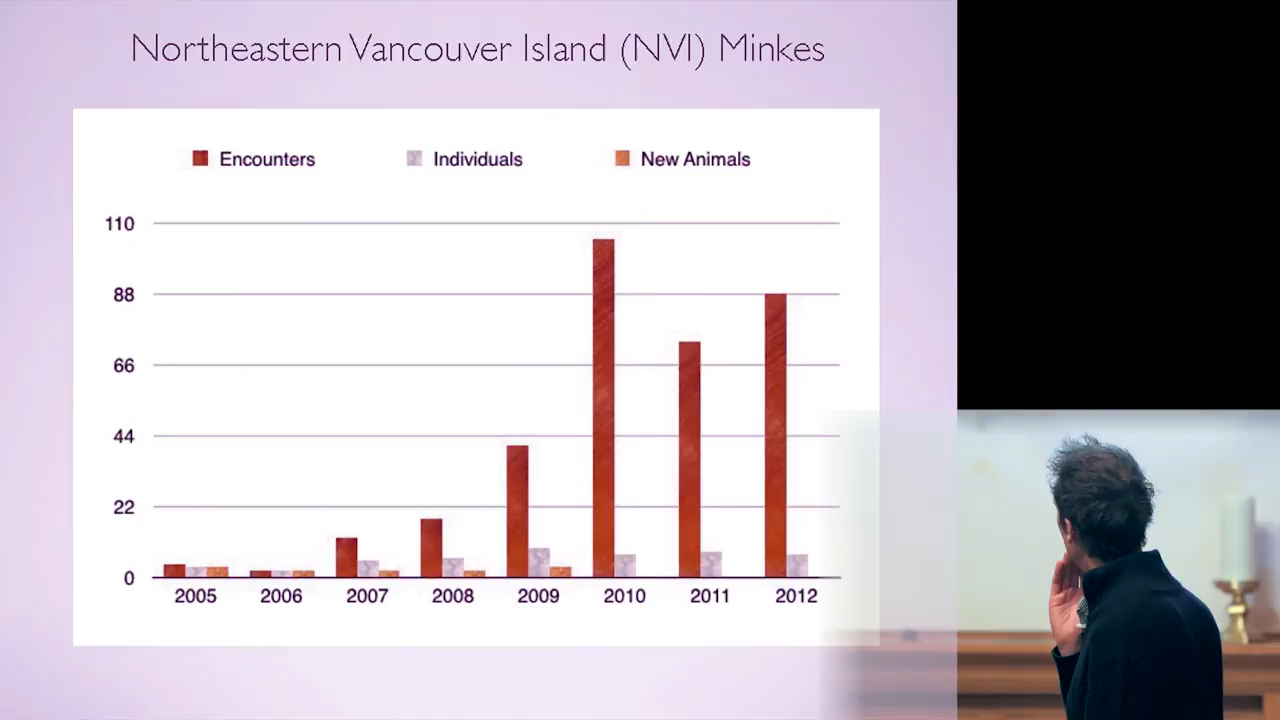 Northeastern Vancouver Island (NVI) Minkes
Encounters Individuals New Animals
110
88
66
44
22
0
2005 2006 2007 2008 2009 2010 2011 2012